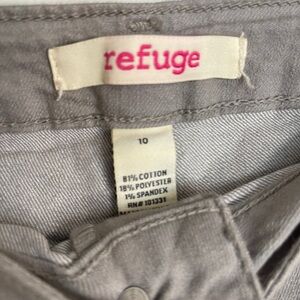 refuge
10
81% COTTON
18% POLYESTER
1% SPANDEX
RN# 101331